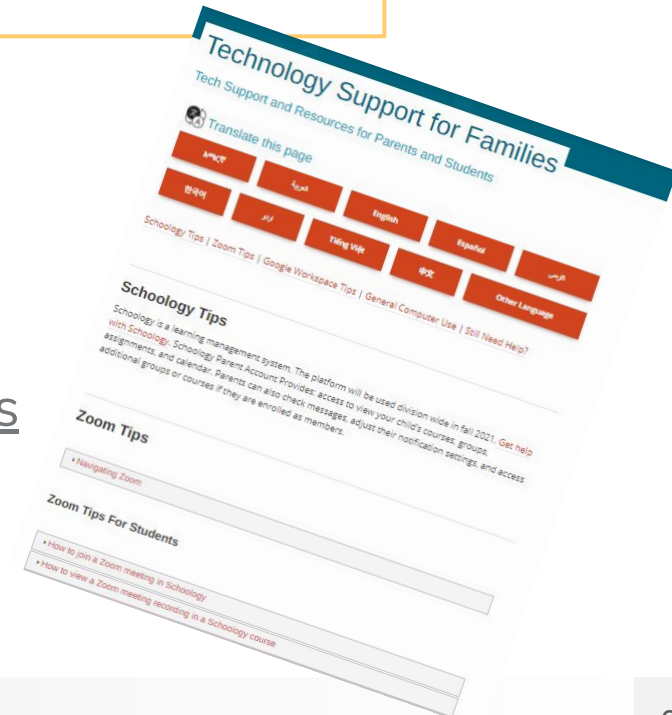 Technology Support for Families
Tech Support and Resources for Parents and Students
Translate this page
አማርኛ العربية English Español فارسی
한국어 اردو Tiếng Việt 中文 Other Language
Schoology Tips | Zoom Tips | Google Workspace Tips | General Computer Use | Still Need Help?
Schoology Tips
Schoology is a learning management system. The platform will be used division wide in fall 2021. Get help
with Schoology. Schoology Parent Account Provides: access to view your child's courses, groups,
assignments, and calendar. Parents can also check messages, adjust their notification settings, and access
additional groups or courses if they are enrolled as members.
s
Zoom Tips
Navigating Zoom
Zoom Tips For Students
How to join a Zoom meeting in Schoology
How to view a Zoom meeting recording in a Schoology course